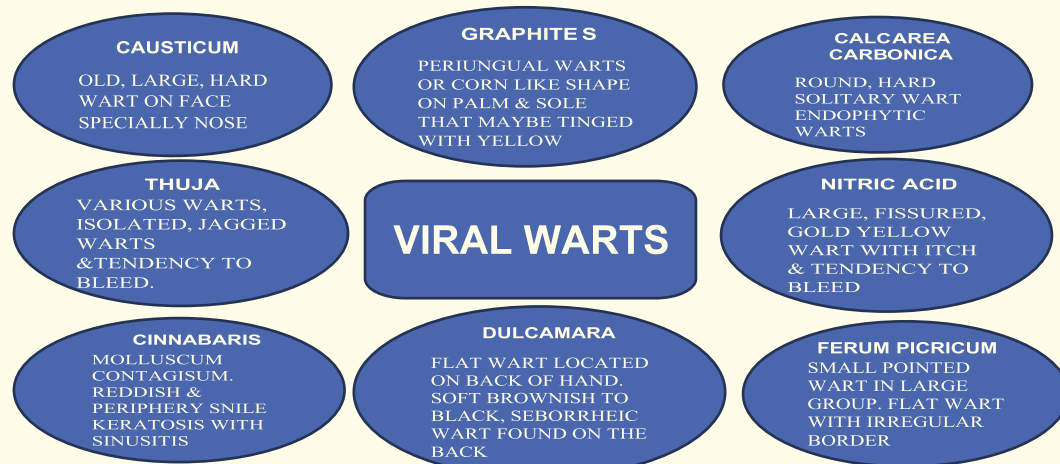 CAUSTICUM
OLD, LARGE, HARD
WART ON FACE
SPECIALLY NOSE
GRAPHITE S
PERIUNGUAL WARTS
OR CORN LIKE SHAPE
ON PALM & SOLE
THAT MAYBE TINGED
WITH YELLOW
CALCAREA
CARBONICA
ROUND, HARD
SOLITARY WART
ENDOPHYTIC
WARTS
THUJA
VARIOUS WARTS,
ISOLATED, JAGGED
WARTS
&TENDENCY TO
BLEED.
VIRAL WARTS
NITRIC ACID
LARGE, FISSURED,
GOLD YELLOW
WART WITH ITCH
& TENDENCY TO
BLEED
CINNABARIS
MOLLUSCUM
CONTAGISUM.
REDDISH &
PERIPHERY SNILE
KERATOSIS WITH
SINUSITIS
DULCAMARA
FLAT WART LOCATED
ON BACK OF HAND.
SOFT BROWNISH TO
BLACK, SEBORRHEIC
WART FOUND ON THE
BACK
FERUM PICRICUM
SMALL POINTED
WART IN LARGE
GROUP. FLAT WART
WITH IRREGULAR
BORDER